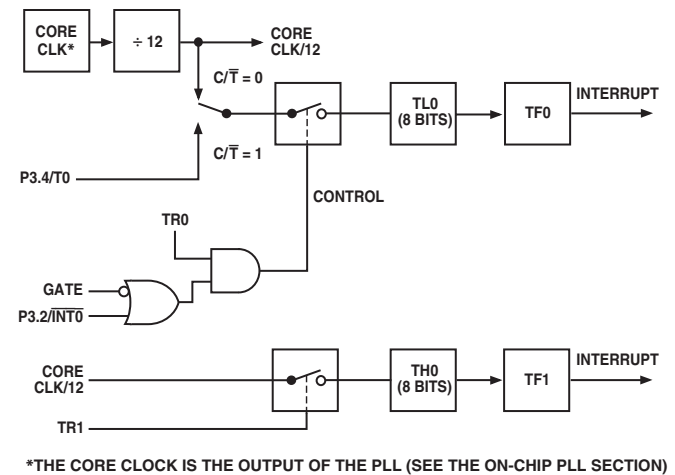 CORE
CLK*
÷ 12
CORE
CLK/12
C/T̅ = 0
TL0
(8 BITS)
TF0
INTERRUPT
C/T̅ = 1
P3.4/T0
CONTROL
TR0
GATE
P3.2/I̅N̅T̅0̅
CORE
CLK/12
TH0
(8 BITS)
TF1
INTERRUPT
TR1
*THE CORE CLOCK IS THE OUTPUT OF THE PLL (SEE THE ON-CHIP PLL SECTION)